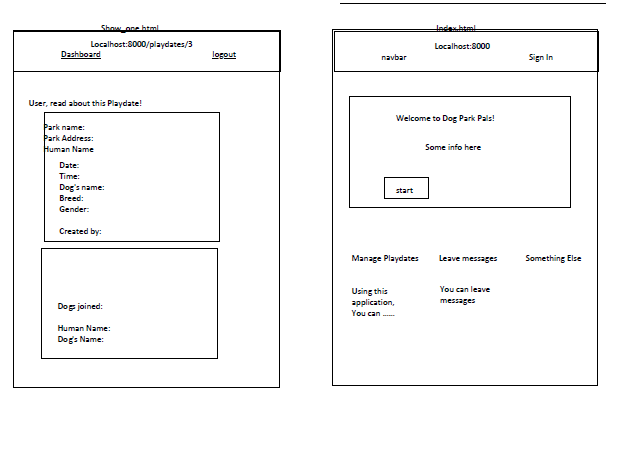 Show_one.html
Localhost:8000/playdates/3
Dashboard
logout
User, read about this Playdate!
Park name:
Park Address:
Human Name
Date:
Time:
Dog's name:
Breed:
Gender:
Created by:
Dogs joined:
Human Name:
Dog's Name:
Index.html
Localhost:8000
navbar
Sign In
Welcome to Dog Park Pals!
Some info here
start
Manage Playdates
Leave messages
Something Else
Using this
application,
You can ......
You can leave
messages